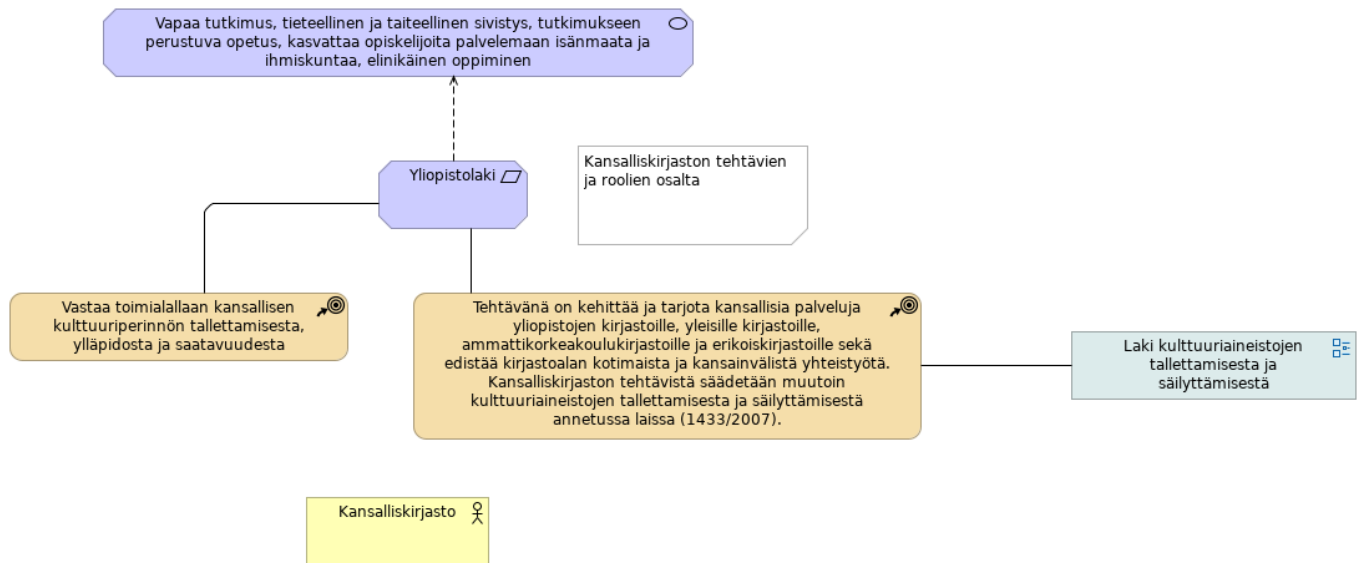 Vapaa tutkimus, tieteellinen ja taiteellinen sivistys, tutkimukseen
perustuva opetus, kasvattaa opiskelijoita palvelemaan isänmaata ja
ihmiskuntaa, elinikäinen oppiminen
Yliopistolaki
Kansalliskirjaston tehtävien
ja roolien osalta
Vastaa toimialallaan kansallisen
kulttuuriperinnön tallettamisesta,
ylläpidosta ja saatavuudesta
Tehtävänä on kehittää ja tarjota kansallisia palveluja
yliopistojen kirjastoille, yleisille kirjastoille,
ammattikorkeakoulukirjastoille ja erikoiskirjastoille sekä
edistää kirjastoalan kotimaista ja kansainvälistä yhteistyötä.
Kansalliskirjaston tehtävistä säädetään muutoin
kulttuuriaineistojen tallettamisesta ja säilyttämisestä
annetussa laissa (1433/2007).
Laki kulttuuriaineistojen
tallettamisesta ja
säilyttämisestä
Kansalliskirjasto